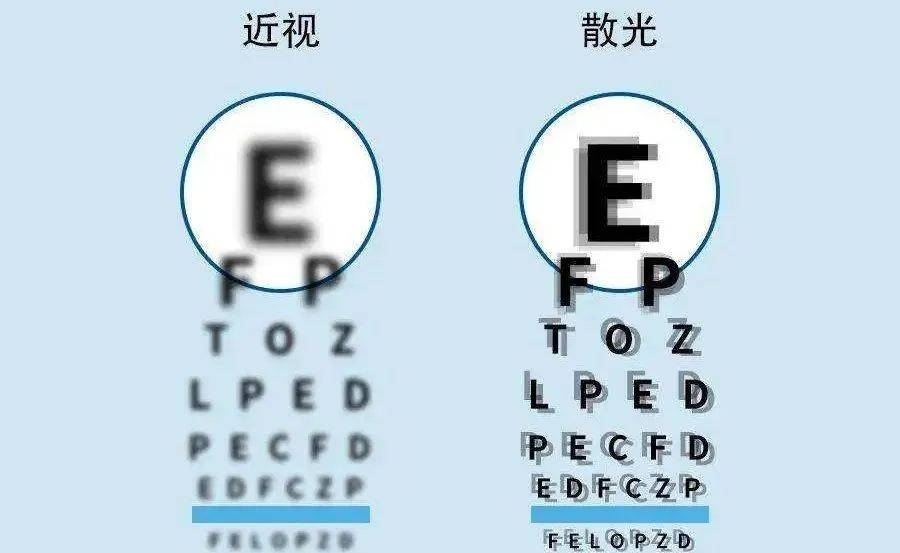 近视
散光
E
F P
T O Z
L P E D
P E C F D
E D F C Z P
F E L O P Z D
E
F P
T O Z
L P E D
P E C F D
E D F C Z P
F E L O P Z D